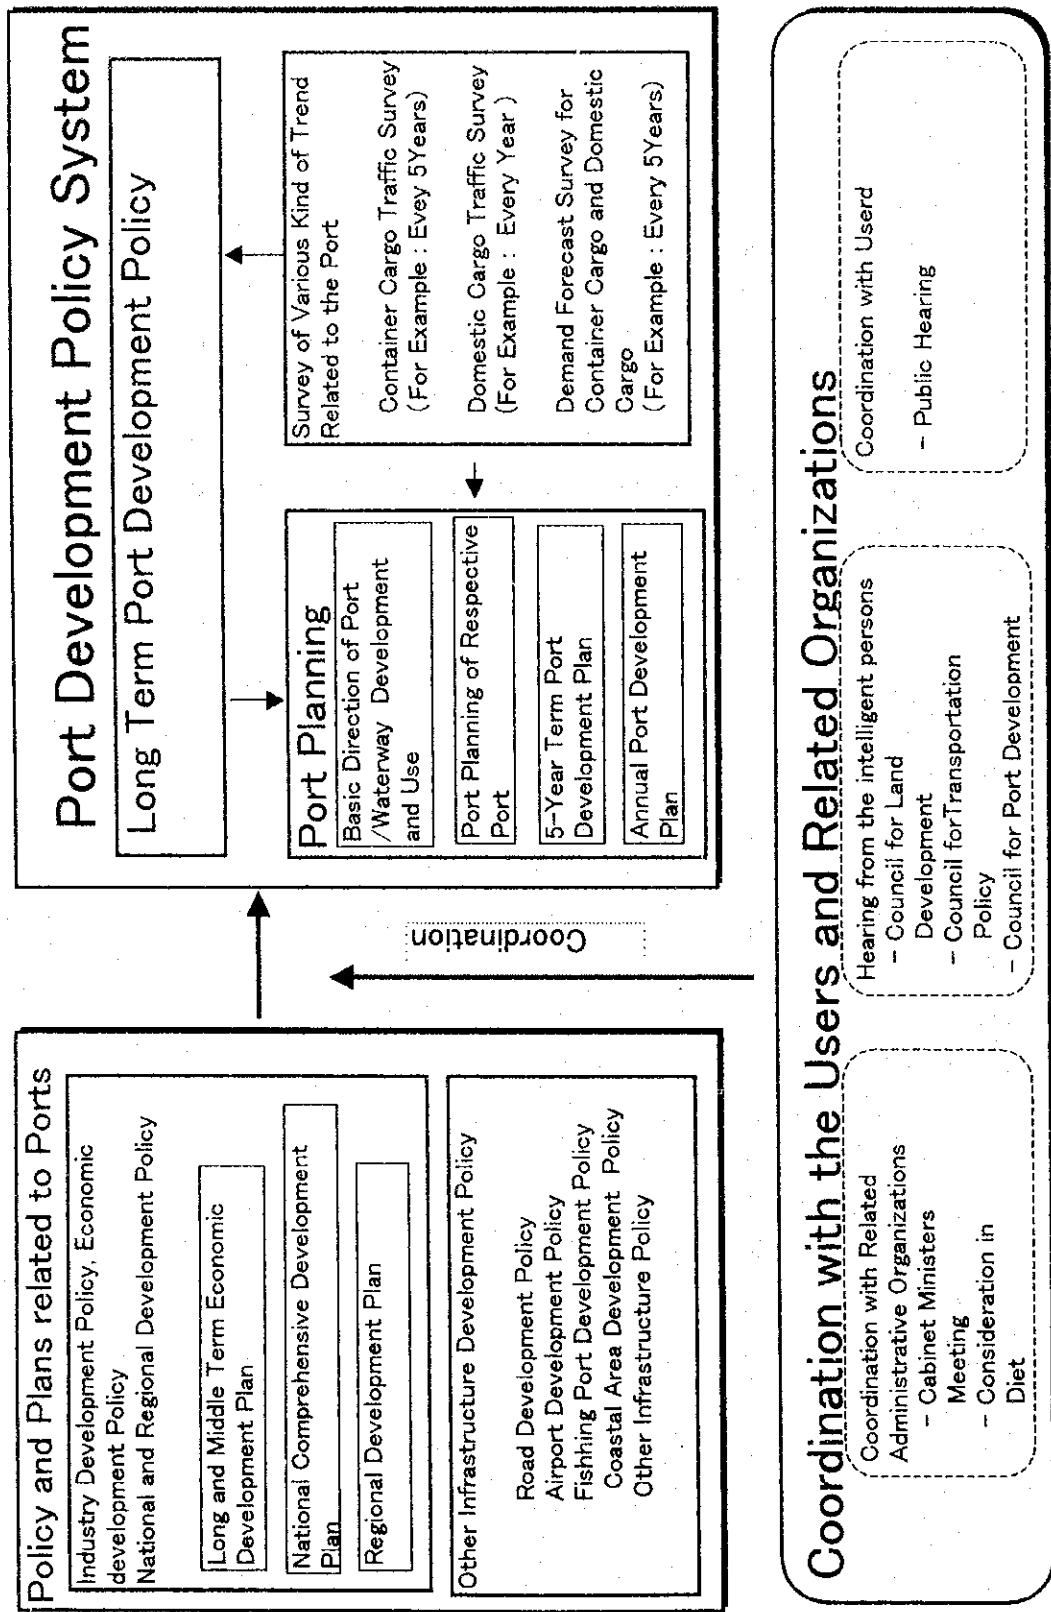 Policy and Plans related to Ports
Industry Development Policy, Economic
development Policy
National and Regional Development Policy
Long and Middle Term Economic
Development Plan
National Comprehensive Development
Plan
Regional Development Plan
Other Infrastructure Development Policy
Road Development Policy
Airport Development Policy
Fishhing Port Development Policy
Coastal Area Development Policy
Other Infrastructure Policy
Coordination
Port Development Policy System
Long Term Port Development Policy
Port Planning
Basic Direction of Port
/Waterway Development
and Use
Port Planning of Respective
Port
5-Year Term Port
Development Plan
Annual Port Development
Plan
Survey of Various Kind of Trend
Related to the Port
Container Cargo Traffic Survey
(For Example : Evey 5Years)
Domestic Cargo Traffic Survey
(For Example : Every Year )
Demand Forecast Survey for
Container Cargo and Domestic
Cargo
(For Example : Every 5Years)
Coordination with the Users and Related Organizations
Coordination with Related
Administrative Organizations
- Cabinet Ministers
Meeting
- Consideration in
Diet
Hearing from the intelligent persons
- Council for Land
Development
- Council forTransportation
Policy
- Council for Port Development
Coordination with Userd
- Public Hearing